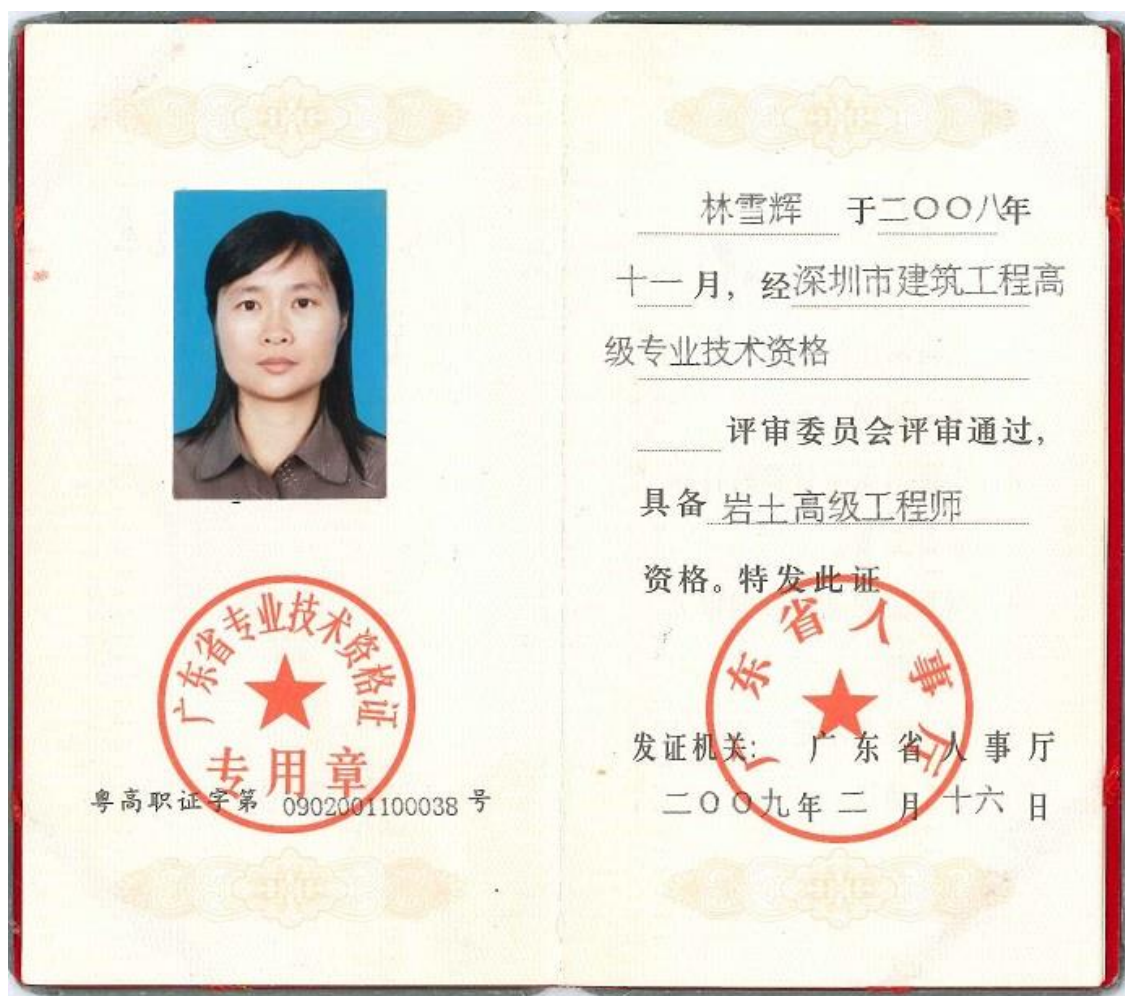 广东省专业技术资格证
专用章
粤高职证字第 0902001100038 号
林雪辉 于二〇〇八年
十一月，经深圳市建筑工程高
级专业技术资格
评审委员会评审通过，
具备 岩土高级工程师
资格。特发此证
广东省人事厅
发证机关： 广东省人事厅
二〇〇九年二月十六日